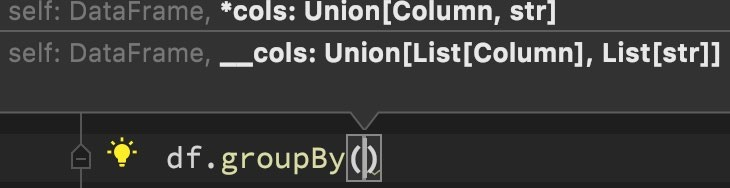 self: DataFrame, *cols: Union[Column, str]
self: DataFrame, __cols: Union[List[Column], List[str]]
df.groupBy()